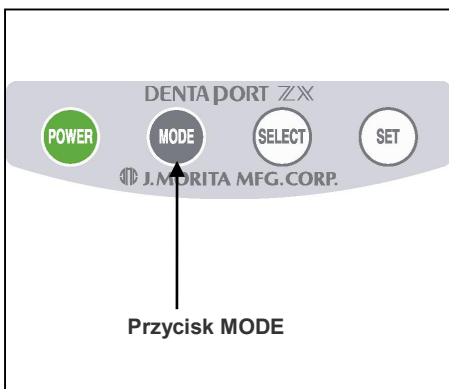 DENTAPORT ZX
POWER MODE SELECT SET
J.MORITA MFG.CORP.
Przycisk MODE